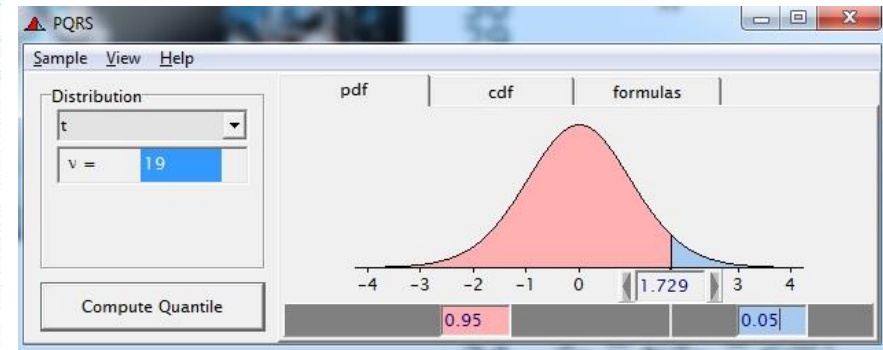 PQRS
Sample View Help
Distribution
t
ν = 19
Compute Quantile
pdf cdf formulas
-4 -3 -2 -1 0 1.729 3 4
0.95 0.05